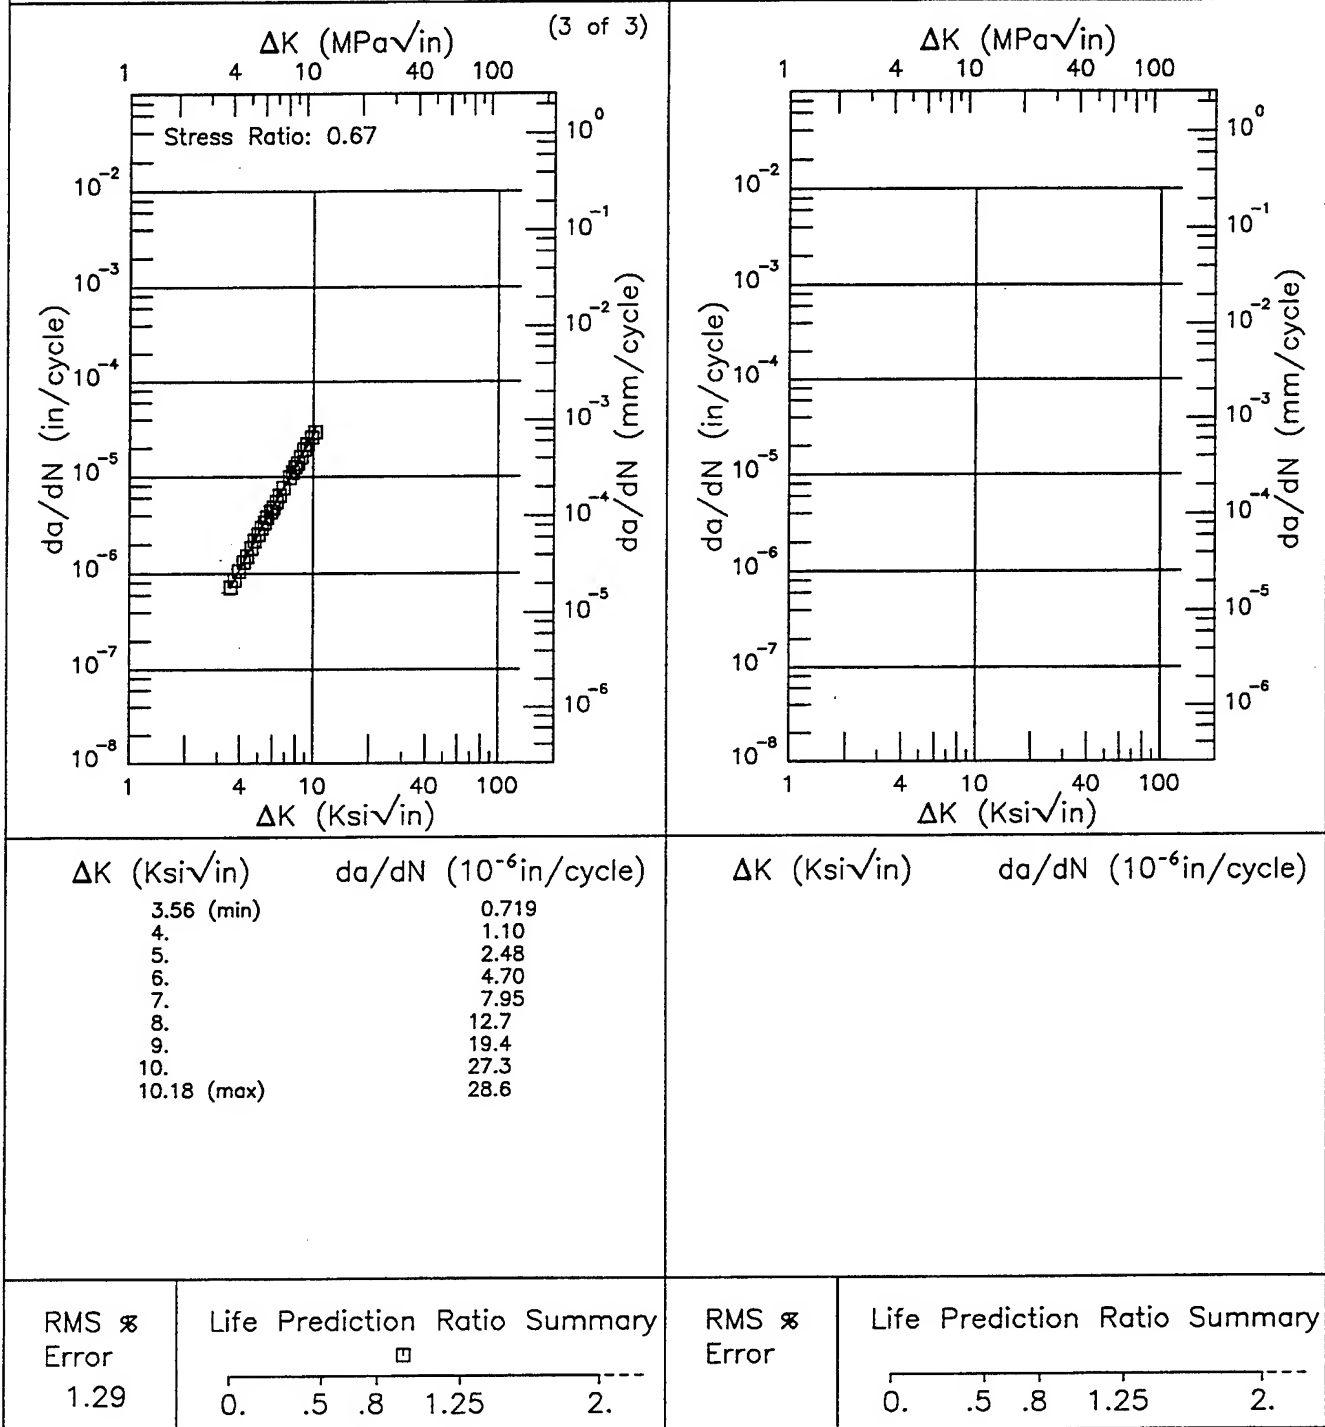 (3 of 3)
ΔK (MPa√in)
1 4 10 40 100
Stress Ratio: 0.67
10⁰
10⁻²
10⁻¹
10⁻³
10⁻²
10⁻⁴
10⁻³
10⁻⁵
10⁻⁴
10⁻⁶
10⁻⁵
10⁻⁷
10⁻⁶
10⁻⁸
da/dN (in/cycle)
da/dN (mm/cycle)
1 4 10 40 100
ΔK (Ksi√in)
ΔK (MPa√in)
1 4 10 40 100
10⁰
10⁻²
10⁻¹
10⁻³
10⁻²
10⁻⁴
10⁻³
10⁻⁵
10⁻⁴
10⁻⁶
10⁻⁵
10⁻⁷
10⁻⁶
10⁻⁸
da/dN (in/cycle)
da/dN (mm/cycle)
1 4 10 40 100
ΔK (Ksi√in)
ΔK (Ksi√in) da/dN (10⁻⁶in/cycle)
3.56 (min) 0.719
4. 1.10
5. 2.48
6. 4.70
7. 7.95
8. 12.7
9. 19.4
10. 27.3
10.18 (max) 28.6
ΔK (Ksi√in) da/dN (10⁻⁶in/cycle)
RMS %
Error
1.29
Life Prediction Ratio Summary
0. .5 .8 1.25 2.
RMS %
Error
Life Prediction Ratio Summary
0. .5 .8 1.25 2.